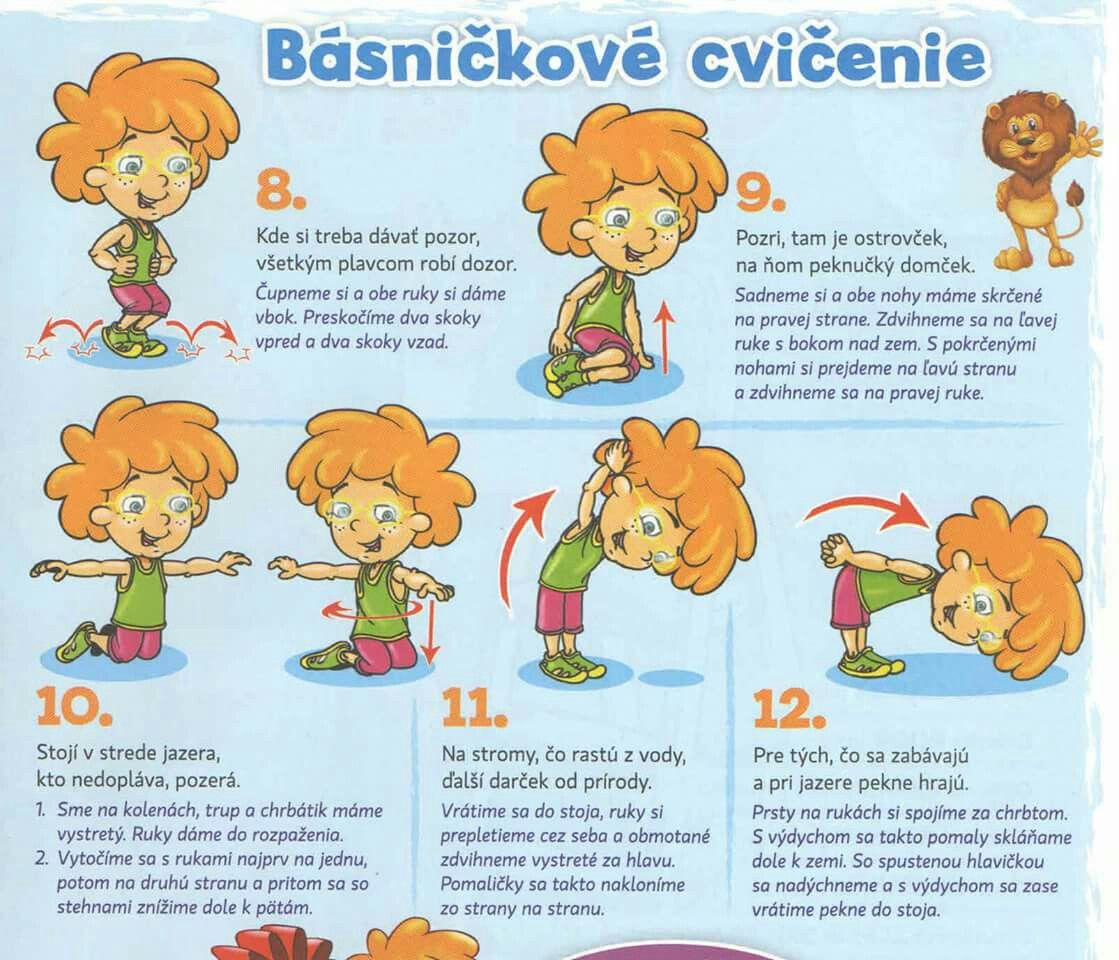 Básničkové cvičenie
8.
Kde si treba dávať pozor,
všetkým plavcom robí dozor.
Čupneme si a obe ruky si dáme
vbok. Preskočíme dva skoky
vpred a dva skoky vzad.
9.
Pozri, tam je ostrovček,
na ňom peknučký domček.
Sadneme si a obe nohy máme skrčené
na pravej strane. Zdvihneme sa na ľavej
ruke s bokom nad zem. S pokrčenými
nohami si prejdeme na ľavú stranu
a zdvihneme sa na pravej ruke.
10.
Stojí v strede jazera,
kto nedopláva, pozerá.
1. Sme na kolenách, trup a chrbátik máme
vystretý. Ruky dáme do rozpaženia.
2. Vytočíme sa s rukami najprv na jednu,
potom na druhú stranu a pritom sa so
stehnami znížime dole k pätám.
11.
Na stromy, čo rastú z vody,
ďalší darček od prírody.
Vrátime sa do stoja, ruky si
prepletieme cez seba a obmotané
zdvihneme vystreté za hlavu.
Pomaličky sa takto nakloníme
zo strany na stranu.
12.
Pre tých, čo sa zabávajú
a pri jazere pekne hrajú.
Prsty na rukách si spojíme za chrbtom.
S výdychom sa takto pomaly skláňame
dole k zemi. So spustenou hlavičkou
sa nadýchneme a s výdychom sa zase
vrátime pekne do stoja.